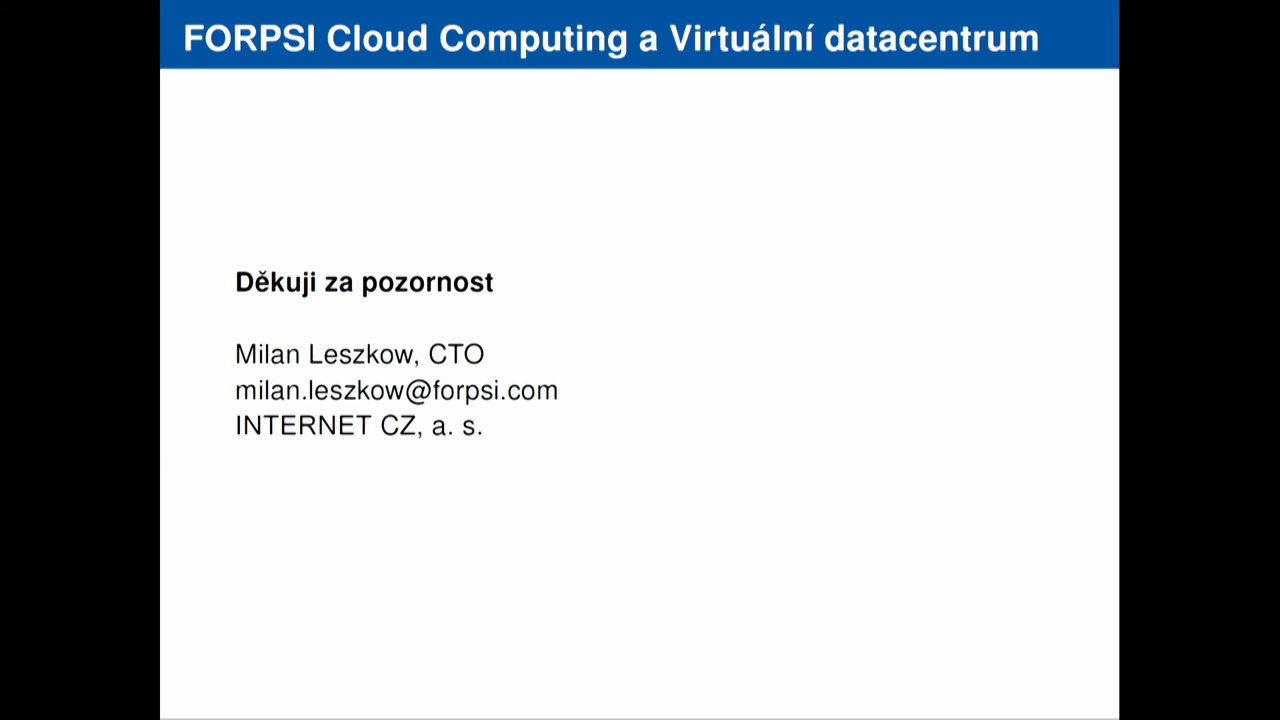 FORPSI Cloud Computing a Virtuální datacentrum
Děkuji za pozornost
Milan Leszkow, CTO
milan.leszkow@forpsi.com
INTERNET CZ, a. s.